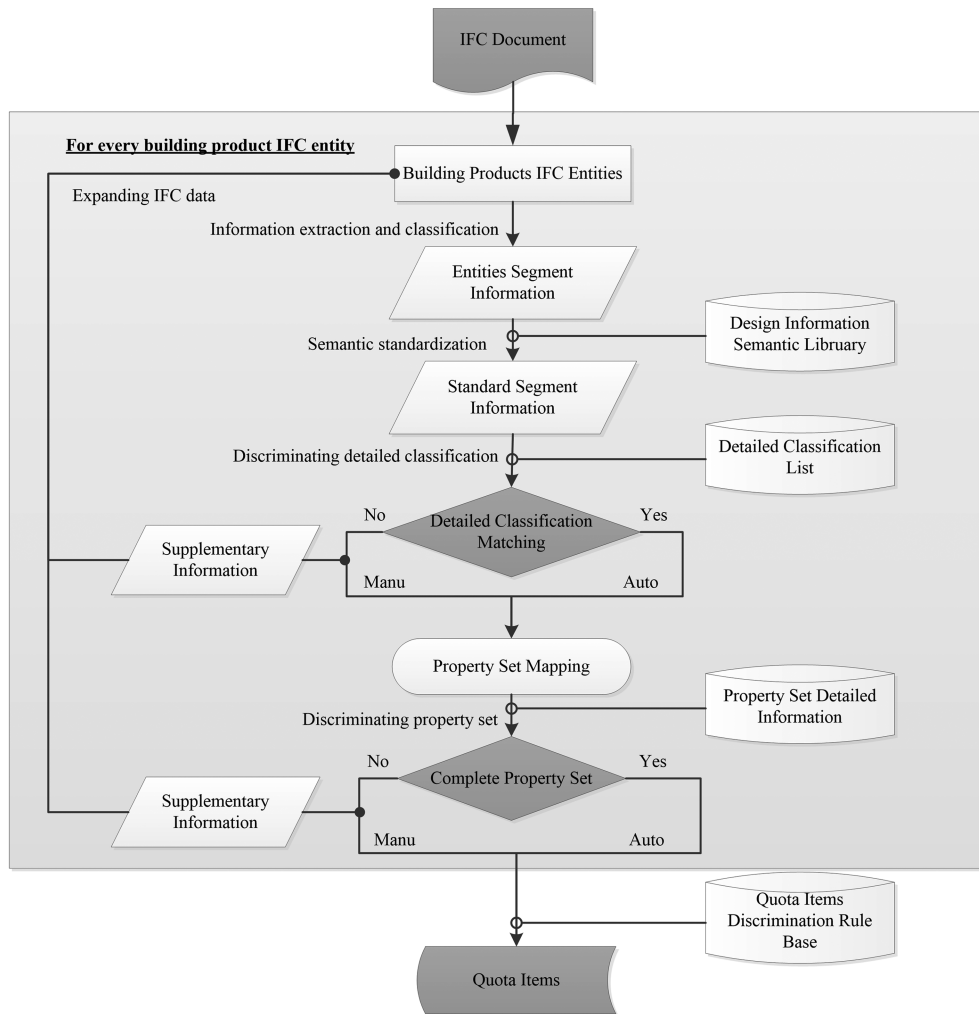 IFC Document
For every building product IFC entity
Building Products IFC Entities
Expanding IFC data
Information extraction and classification
Entities Segment
Information
Design Information
Semantic Libruary
Semantic standardization
Standard Segment
Information
Detailed Classification
List
Discriminating detailed classification
No
Detailed Classification
Matching
Yes
Supplementary
Information
Manu
Auto
Property Set Mapping
Property Set Detailed
Information
Discriminating property set
No
Complete Property Set
Yes
Supplementary
Information
Manu
Auto
Quota Items
Discrimination Rule
Base
Quota Items